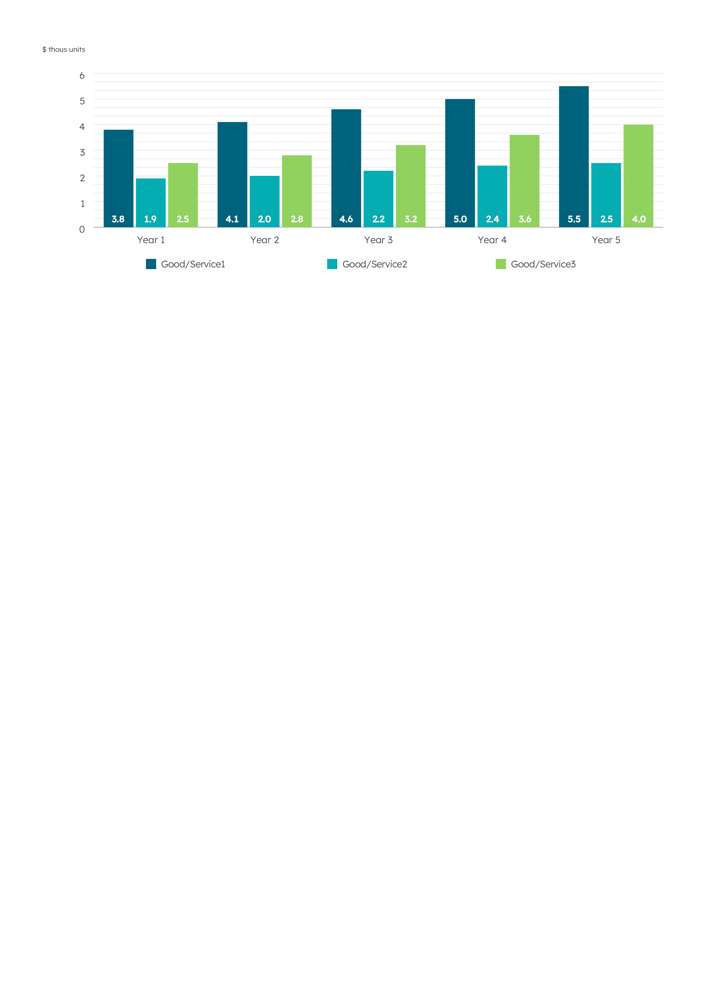 $ thous units
6
5
4
3
2
1
0
3.8 1.9 2.5 4.1 2.0 2.8 4.6 2.2 3.2 5.0 2.4 3.6 5.5 2.5 4.0
Year 1 Year 2 Year 3 Year 4 Year 5
Good/Service1 Good/Service2 Good/Service3